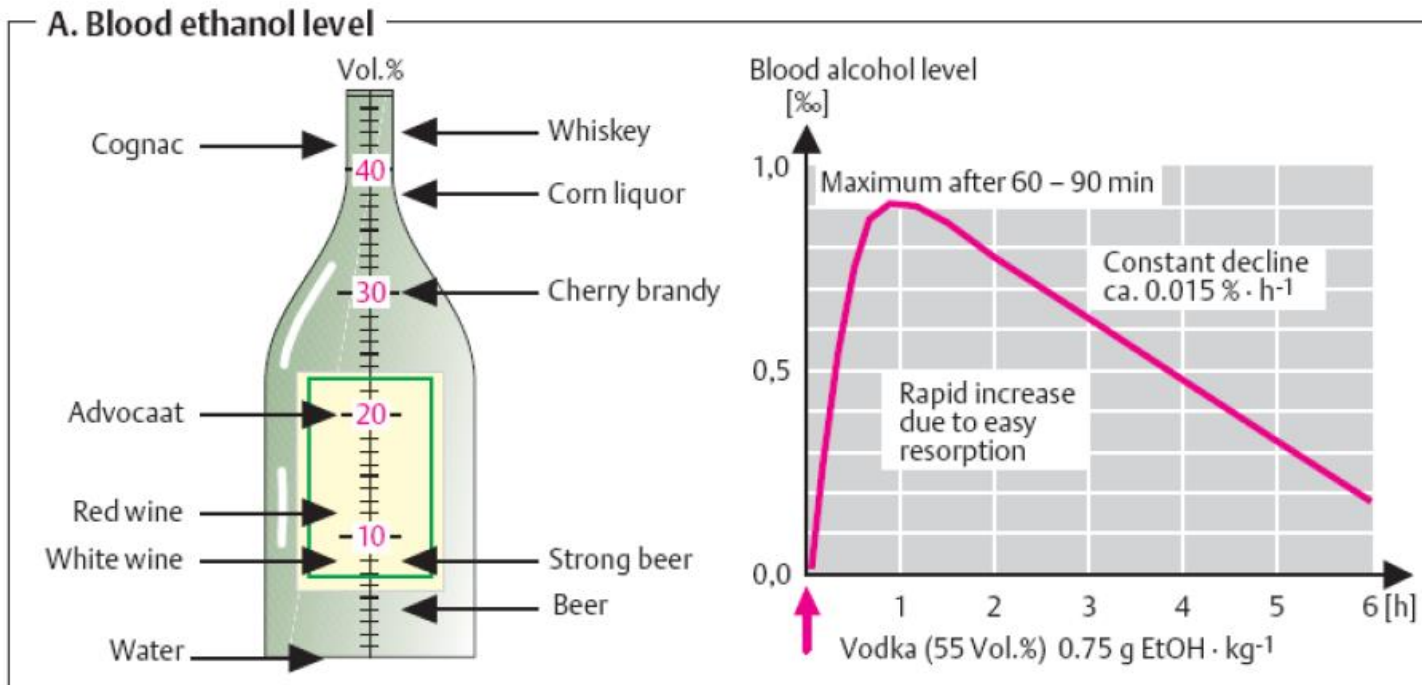 A. Blood ethanol level
Vol.%
Cognac
Whiskey
40
Corn liquor
30
Cherry brandy
Advocaat
20
Red wine
10
White wine
Strong beer
Beer
Water
Blood alcohol level
[‰]
1,0
Maximum after 60 – 90 min
Constant decline
ca. 0.015 % · h-1
0,5
Rapid increase
due to easy
resorption
0,0
1 2 3 4 5 6 [h]
Vodka (55 Vol.%) 0.75 g EtOH · kg-1